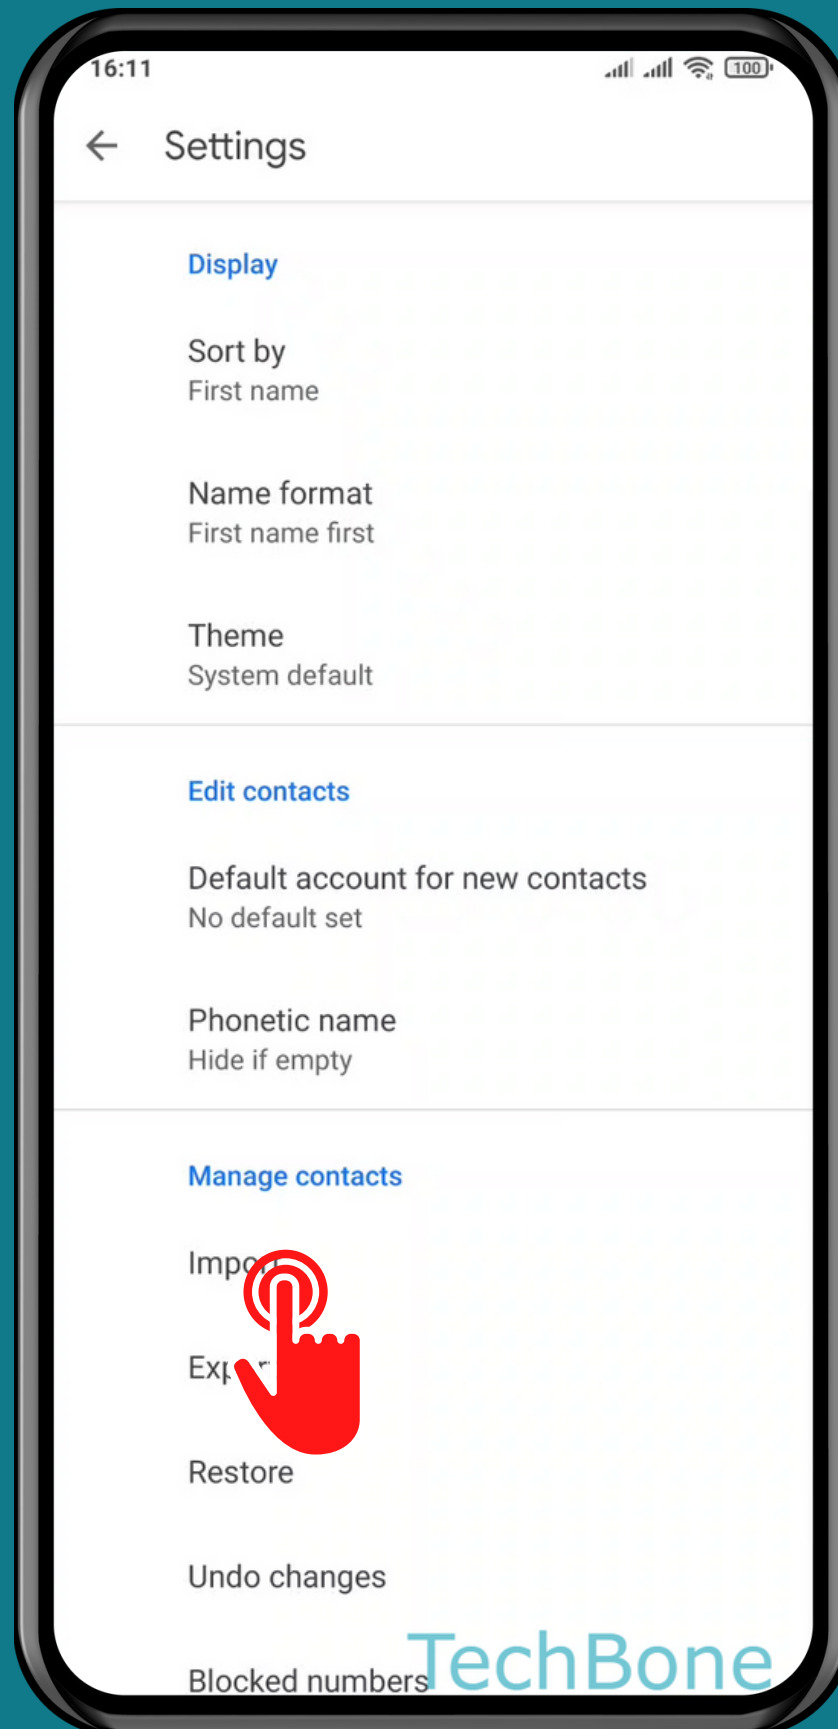 16:11
100
Settings
Display
Sort by
First name
Name format
First name first
Theme
System default
Edit contacts
Default account for new contacts
No default set
Phonetic name
Hide if empty
Manage contacts
Import
Export
Restore
Undo changes
Blocked numbers
TechBone